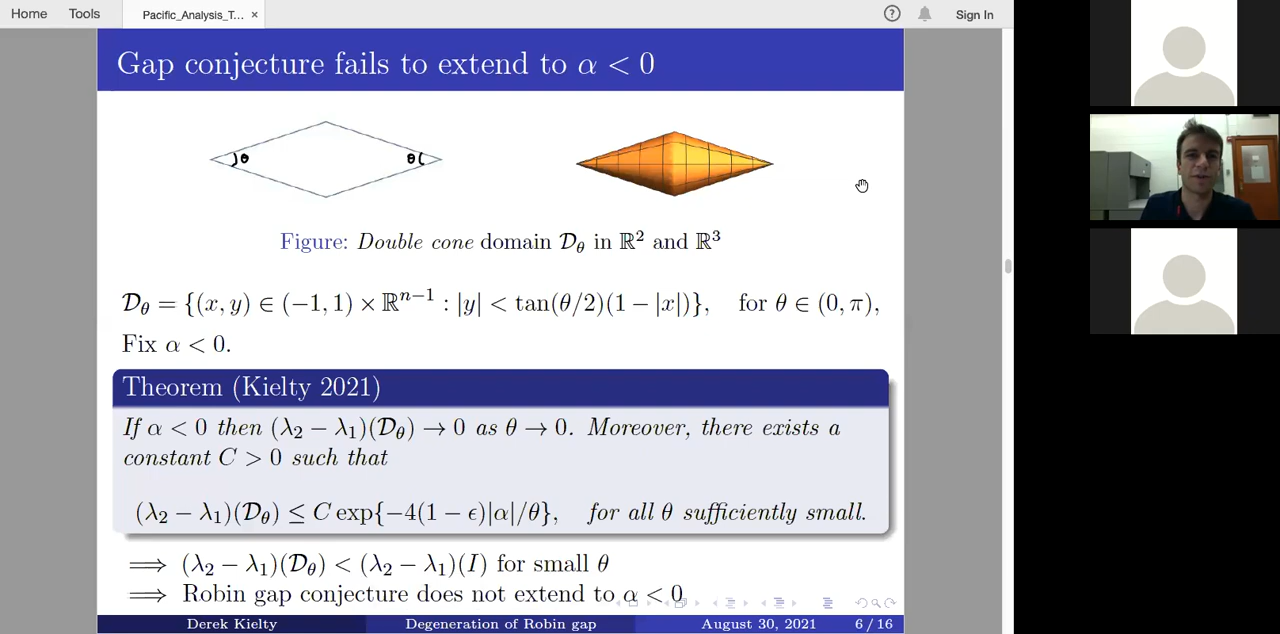 Home Tools Pacific_Analysis_T... × Sign In
Gap conjecture fails to extend to α < 0
θ θ
Figure: Double cone domain 𝒟_θ in ℝ² and ℝ³
𝒟_θ = {(x, y) ∈ (−1, 1) × ℝⁿ⁻¹ : |y| < tan(θ/2)(1 − |x|)}, for θ ∈ (0, π),
Fix α < 0.
Theorem (Kielty 2021)
If α < 0 then (λ₂ − λ₁)(𝒟_θ) → 0 as θ → 0. Moreover, there exists a
constant C > 0 such that
(λ₂ − λ₁)(𝒟_θ) ≤ C exp{−4(1 − ϵ)|α|/θ}, for all θ sufficiently small.
⟹ (λ₂ − λ₁)(𝒟_θ) < (λ₂ − λ₁)(I) for small θ
⟹ Robin gap conjecture does not extend to α < 0
Derek Kielty Degeneration of Robin gap August 30, 2021 6 / 16